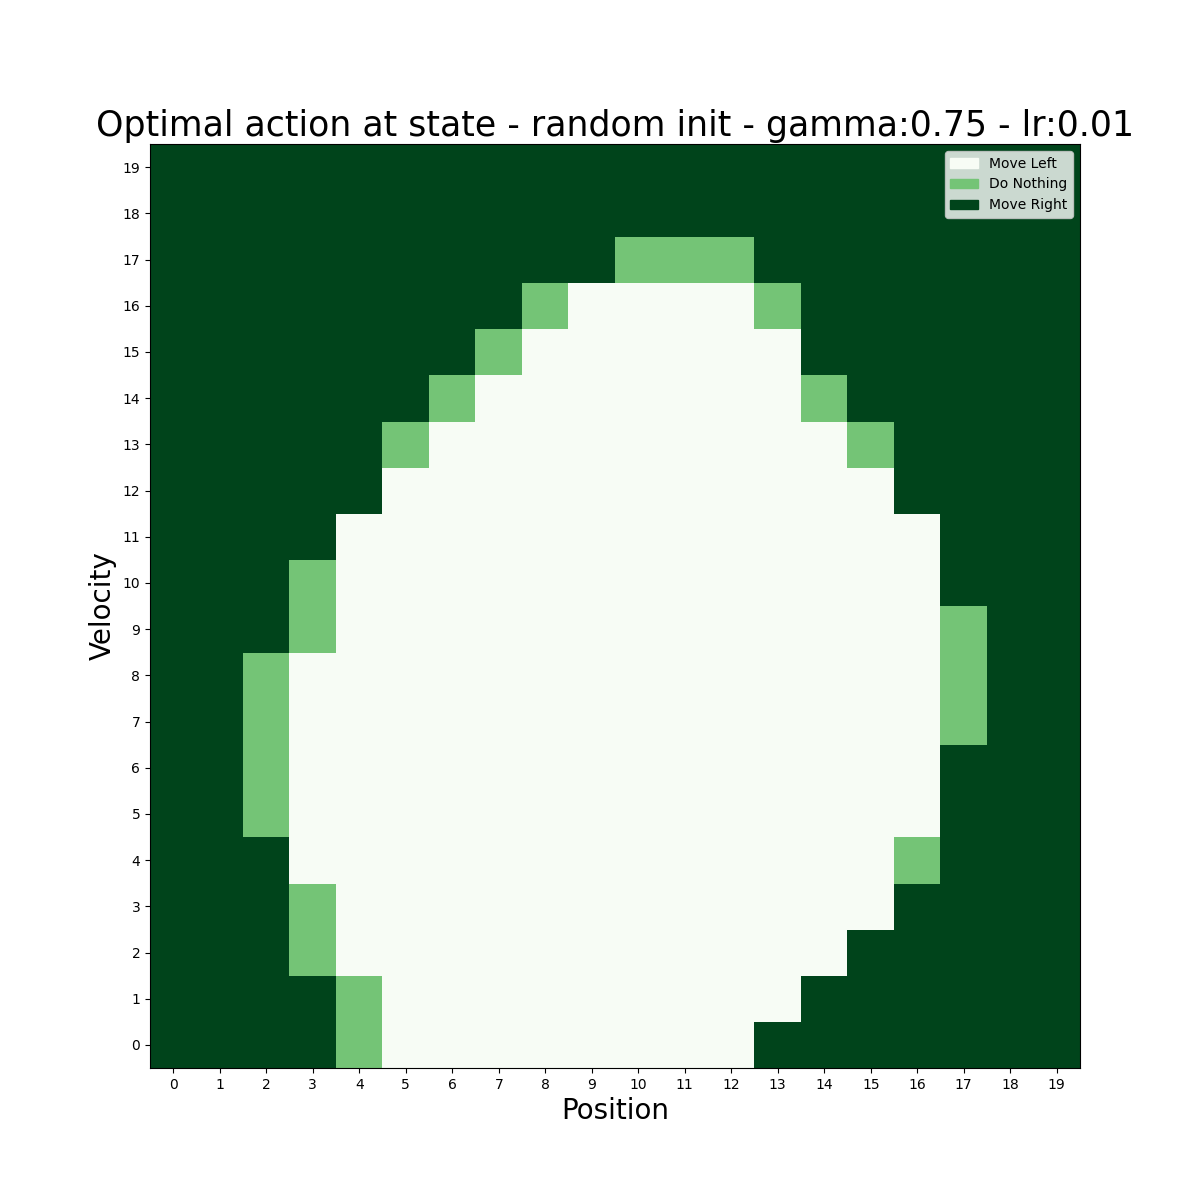 Optimal action at state - random init - gamma:0.75 - lr:0.01
Move Left
Do Nothing
Move Right
19
18
17
16
15
14
13
12
11
10
9
8
7
6
5
4
3
2
1
0
Velocity
0 1 2 3 4 5 6 7 8 9 10 11 12 13 14 15 16 17 18 19
Position